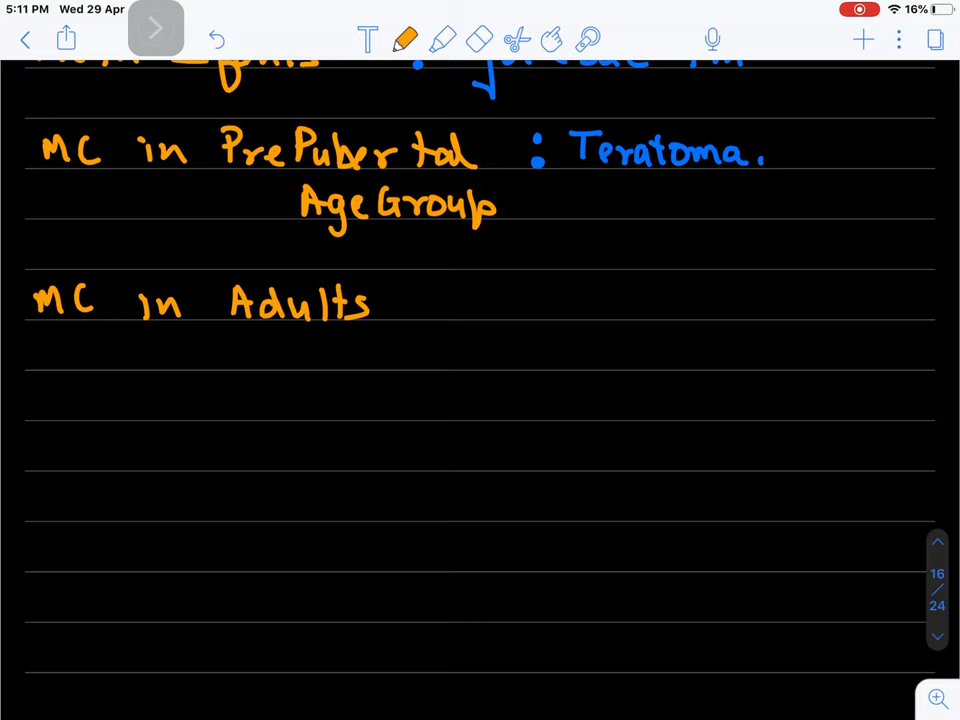 5:11 PM Wed 29 Apr 16%
T
MC in PrePubertal : Teratoma.
Age Group
MC in Adults
16
/
24